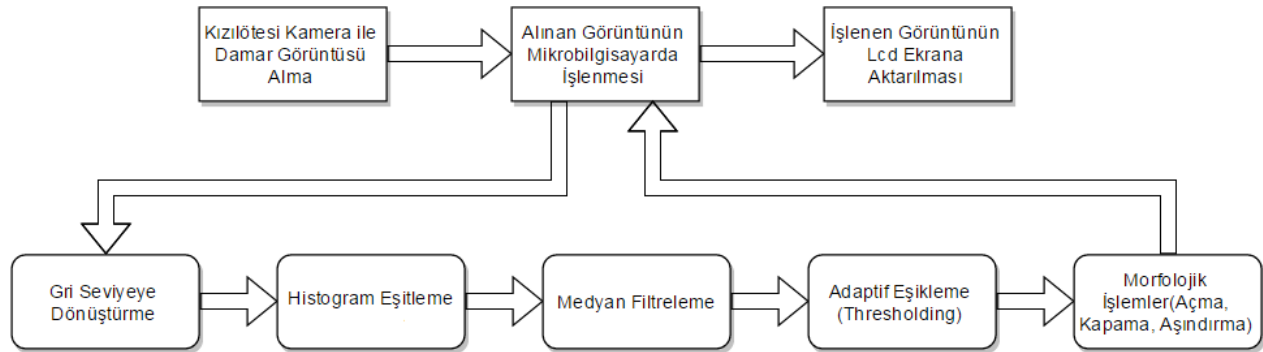 Kızılötesi Kamera ile
Damar Görüntüsü
Alma
Alınan Görüntünün
Mikrobilgisayarda
İşlenmesi
İşlenen Görüntünün
Lcd Ekrana
Aktarılması
Gri Seviyeye
Dönüştürme
Histogram Eşitleme
Medyan Filtreleme
Adaptif Eşikleme
(Thresholding)
Morfolojik
İşlemler(Açma,
Kapama, Aşındırma)